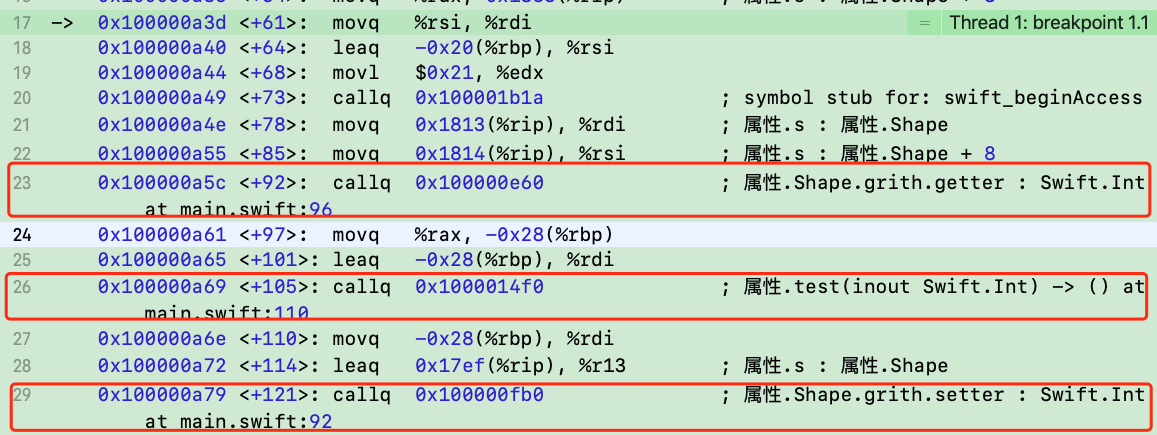 17 -> 0x100000a3d <+61>: movq %rsi, %rdi = Thread 1: breakpoint 1.1
18 0x100000a40 <+64>: leaq -0x20(%rbp), %rsi
19 0x100000a44 <+68>: movl $0x21, %edx
20 0x100000a49 <+73>: callq 0x100001b1a ; symbol stub for: swift_beginAccess
21 0x100000a4e <+78>: movq 0x1813(%rip), %rdi ; 属性.s : 属性.Shape
22 0x100000a55 <+85>: movq 0x1814(%rip), %rsi ; 属性.s : 属性.Shape + 8
23 0x100000a5c <+92>: callq 0x100000e60 ; 属性.Shape.grith.getter : Swift.Int
at main.swift:96
24 0x100000a61 <+97>: movq %rax, -0x28(%rbp)
25 0x100000a65 <+101>: leaq -0x28(%rbp), %rdi
26 0x100000a69 <+105>: callq 0x1000014f0 ; 属性.test(inout Swift.Int) -> () at
main.swift:110
27 0x100000a6e <+110>: movq -0x28(%rbp), %rdi
28 0x100000a72 <+114>: leaq 0x17ef(%rip), %r13 ; 属性.s : 属性.Shape
29 0x100000a79 <+121>: callq 0x100000fb0 ; 属性.Shape.grith.setter : Swift.Int
at main.swift:92